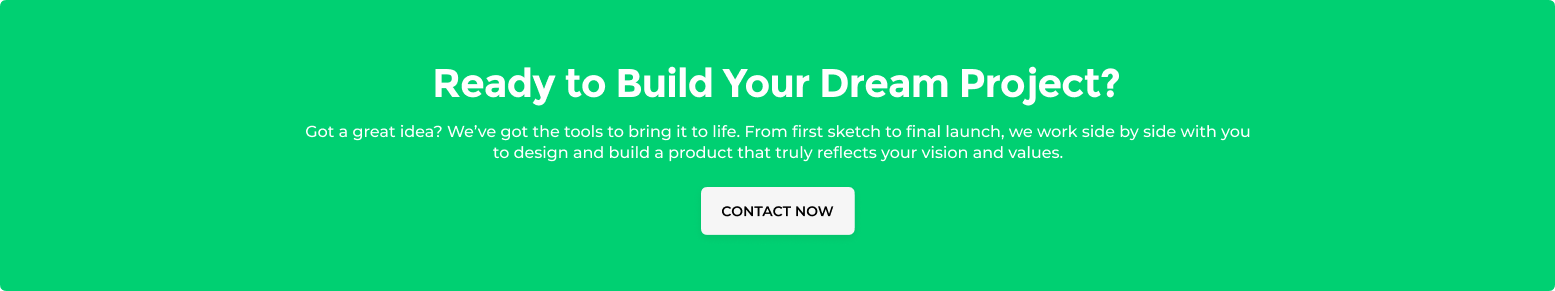 Ready to Build Your Dream Project?
Got a great idea? We’ve got the tools to bring it to life. From first sketch to final launch, we work side by side with you
to design and build a product that truly reflects your vision and values.
CONTACT NOW